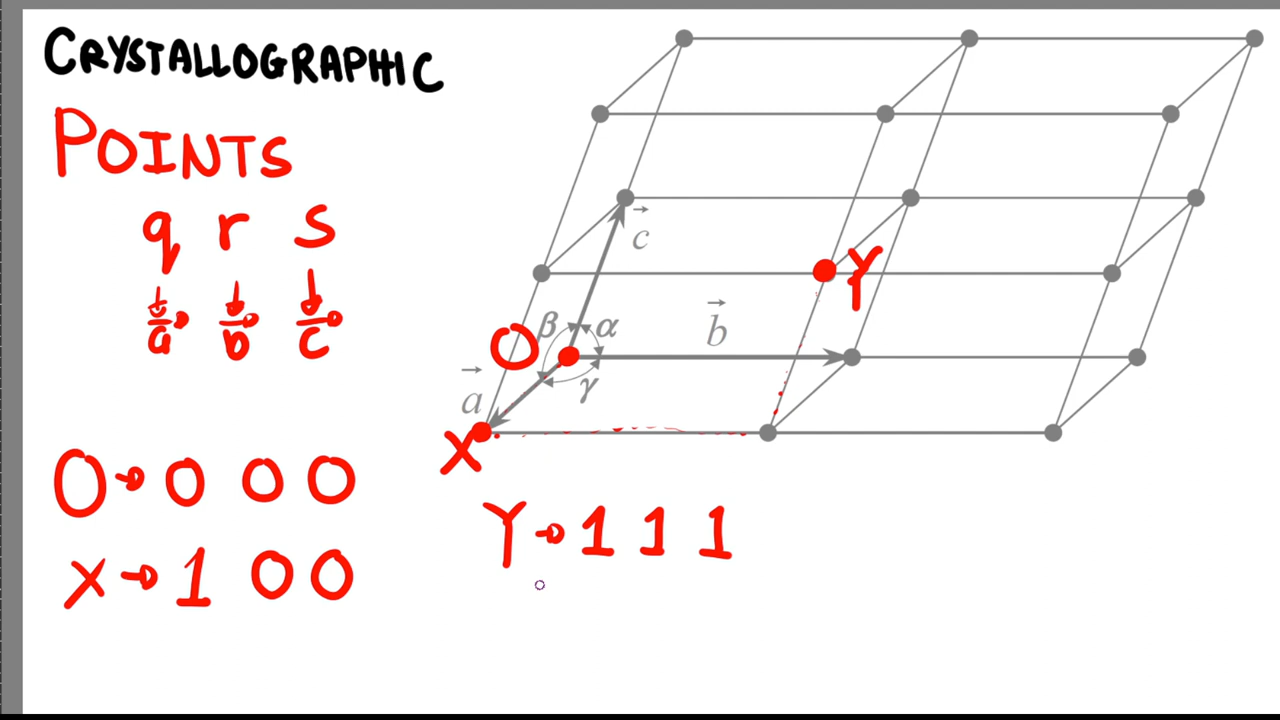 CRYSTALLOGRAPHIC
POINTS
q r s
a b c
O → 0 0 0
X → 1 0 0
c
β α
O
b
γ
a
X
Y
Y → 1 1 1